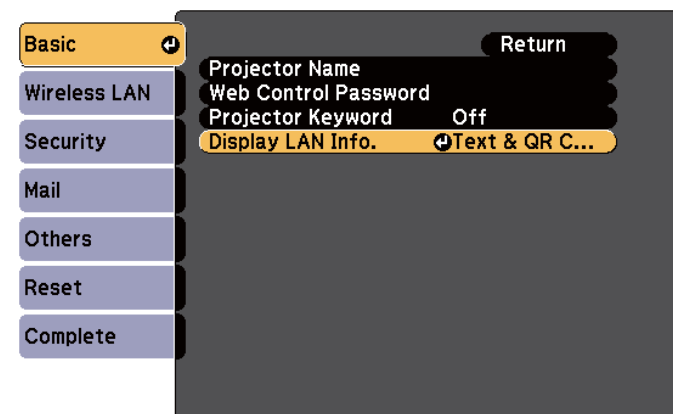 Basic
Wireless LAN
Security
Mail
Others
Reset
Complete
Return
Projector Name
Web Control Password
Projector Keyword Off
Display LAN Info. Text & QR C...